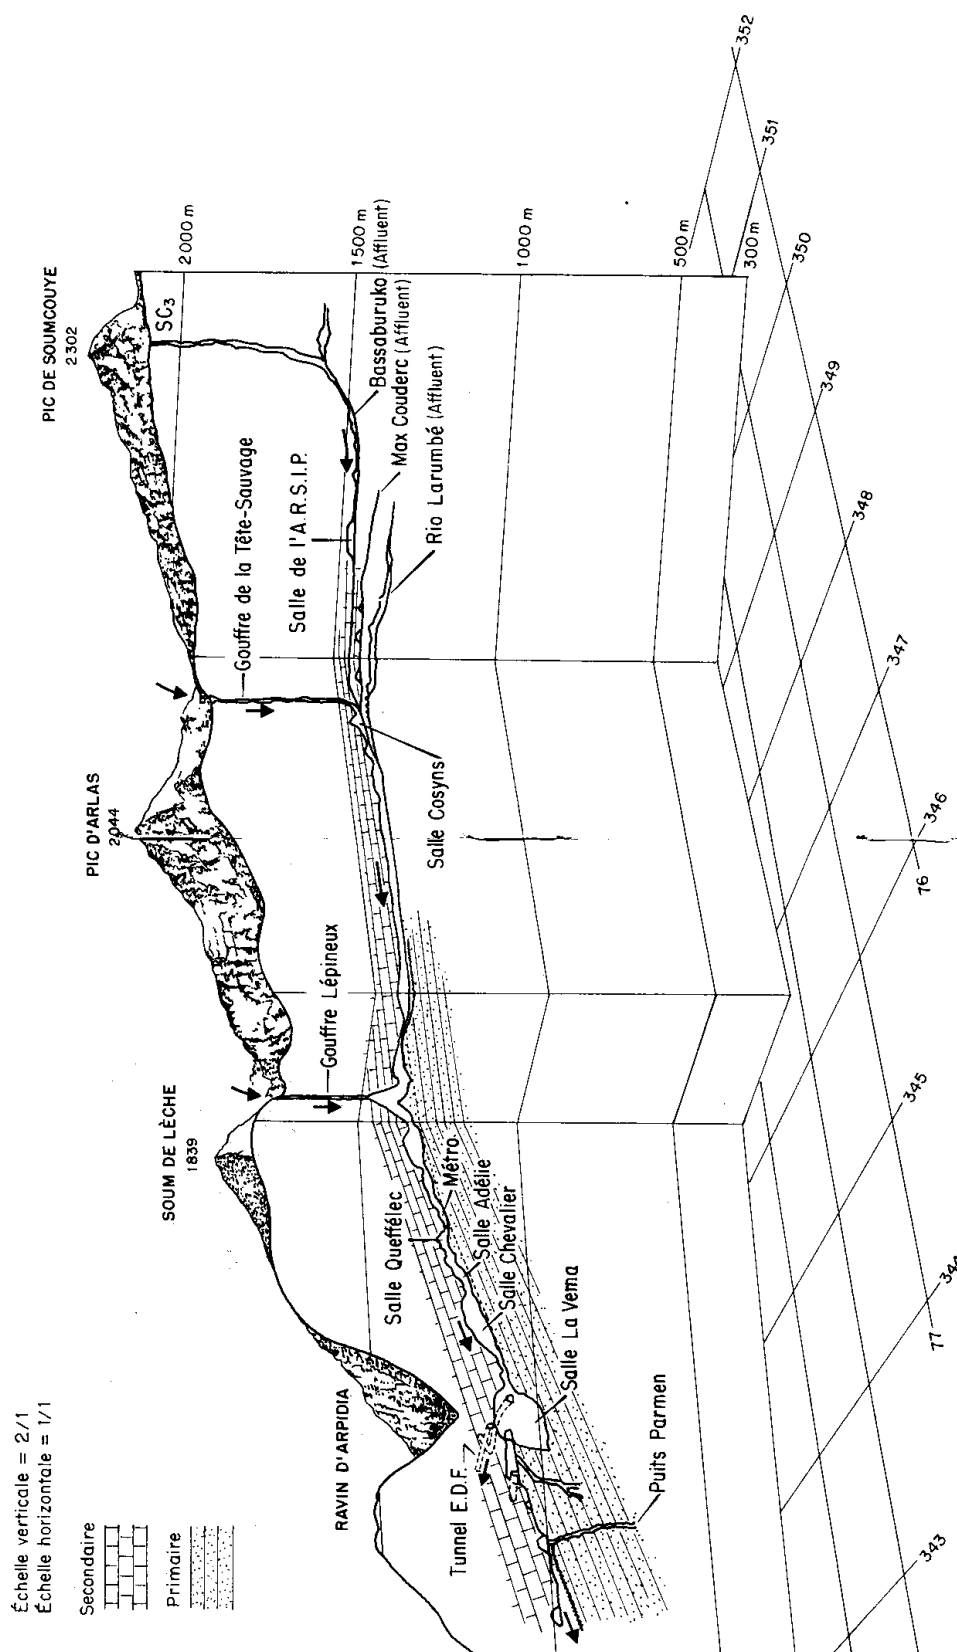 Échelle verticale = 2/1
Échelle horizontale = 1/1
Secondaire
Primaire
RAVIN D'ARPIDIA
SOUM DE LÈCHE
1839
PIC D'ARLAS
2044
PIC DE SOUMCOUYE
2302
SC3
2000 m
1500 m
1000 m
500 m
300 m
Gouffre Lépineux
Gouffre de la Tête-Sauvage
Salle de l'A.R.S.I.P.
Bassaburuko (Affluent)
Max Couderc (Affluent)
Rio Larumbé (Affluent)
Salle Cosyns
Salle Queffélec
Métro
Salle Adélie
Salle Chevalier
Salle La Verna
Tunnel E.D.F.
Puits Parmen
343
344
345
346
347
348
349
350
351
352
76
77